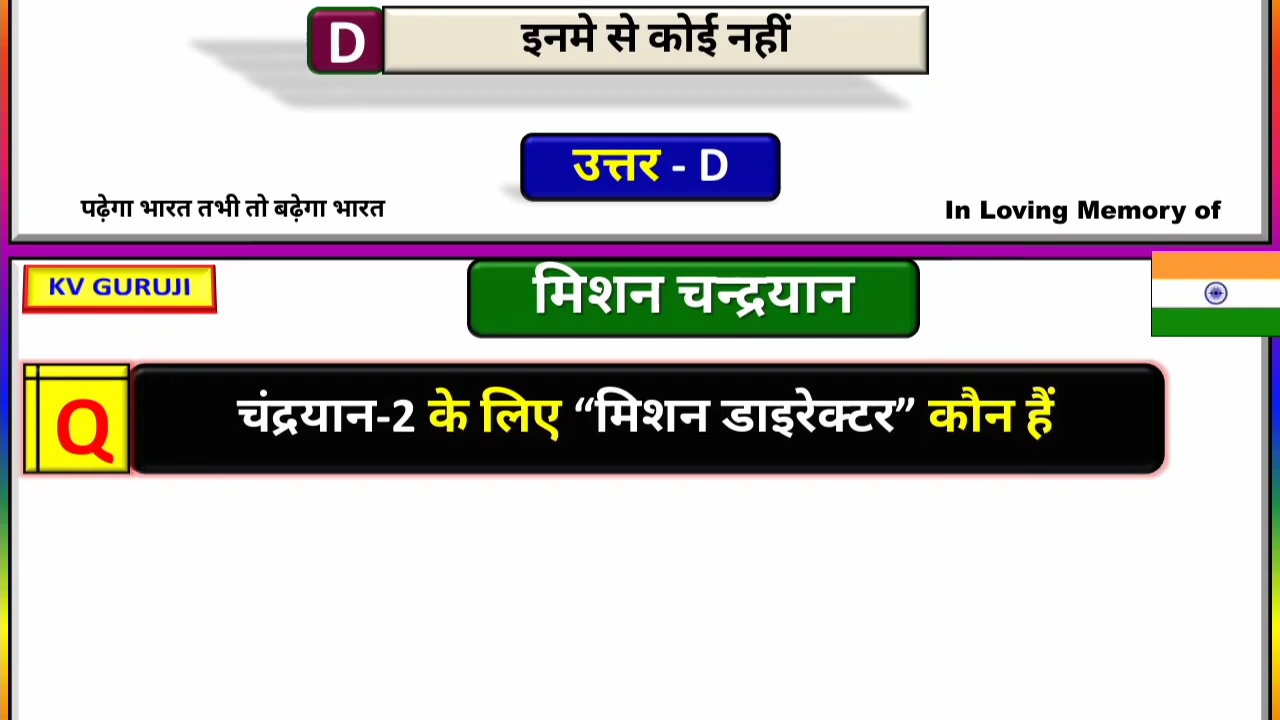 D इनमे से कोई नहीं
उत्तर - D
पढ़ेगा भारत तभी तो बढ़ेगा भारत
In Loving Memory of
KV GURUJI
मिशन चन्द्रयान
Q चंद्रयान-2 के लिए “मिशन डाइरेक्टर” कौन हैं